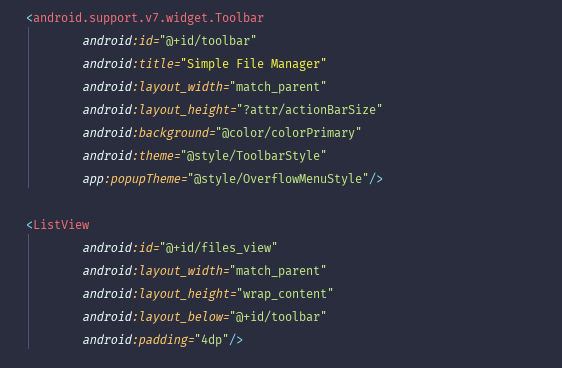 <android.support.v7.widget.Toolbar
android:id="@+id/toolbar"
android:title="Simple File Manager"
android:layout_width="match_parent"
android:layout_height="?attr/actionBarSize"
android:background="@color/colorPrimary"
android:theme="@style/ToolbarStyle"
app:popupTheme="@style/OverflowMenuStyle"/>
<ListView
android:id="@+id/files_view"
android:layout_width="match_parent"
android:layout_height="wrap_content"
android:layout_below="@+id/toolbar"
android:padding="4dp"/>